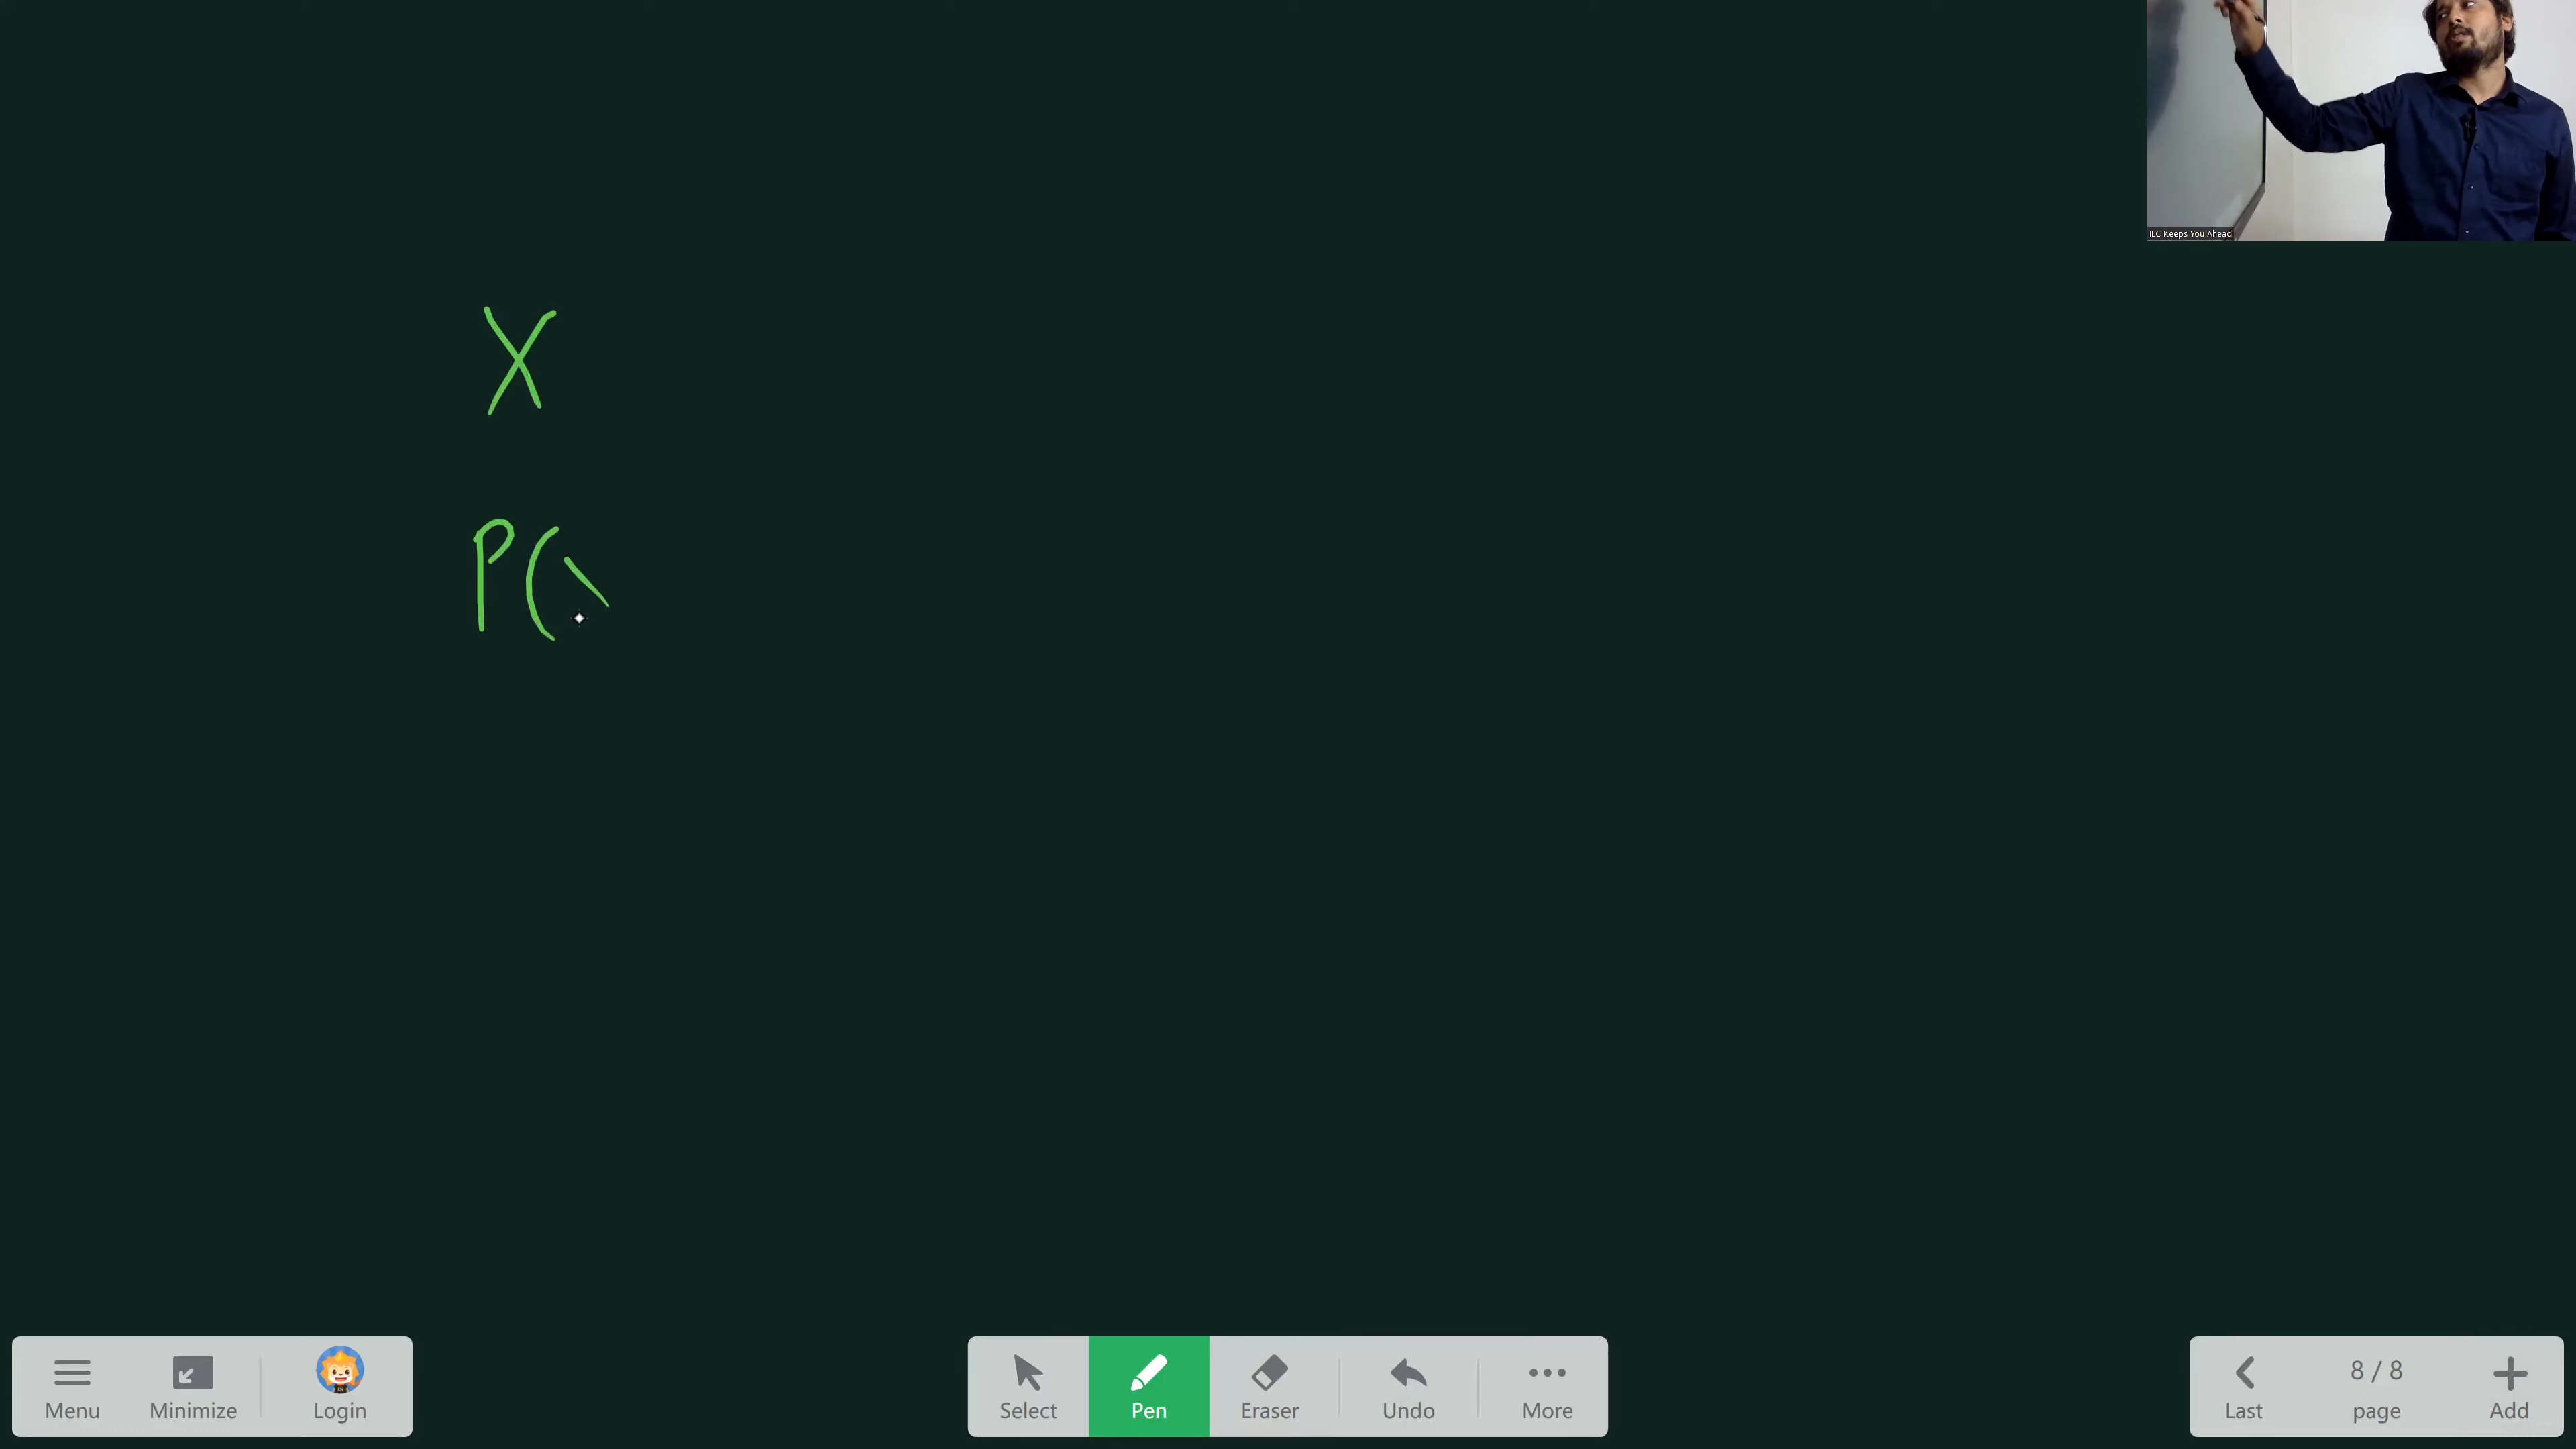 ILC Keeps You Ahead
X
P(
Menu
Minimize
Login
Select
Pen
Eraser
Undo
More
Last
8 / 8
page
Add